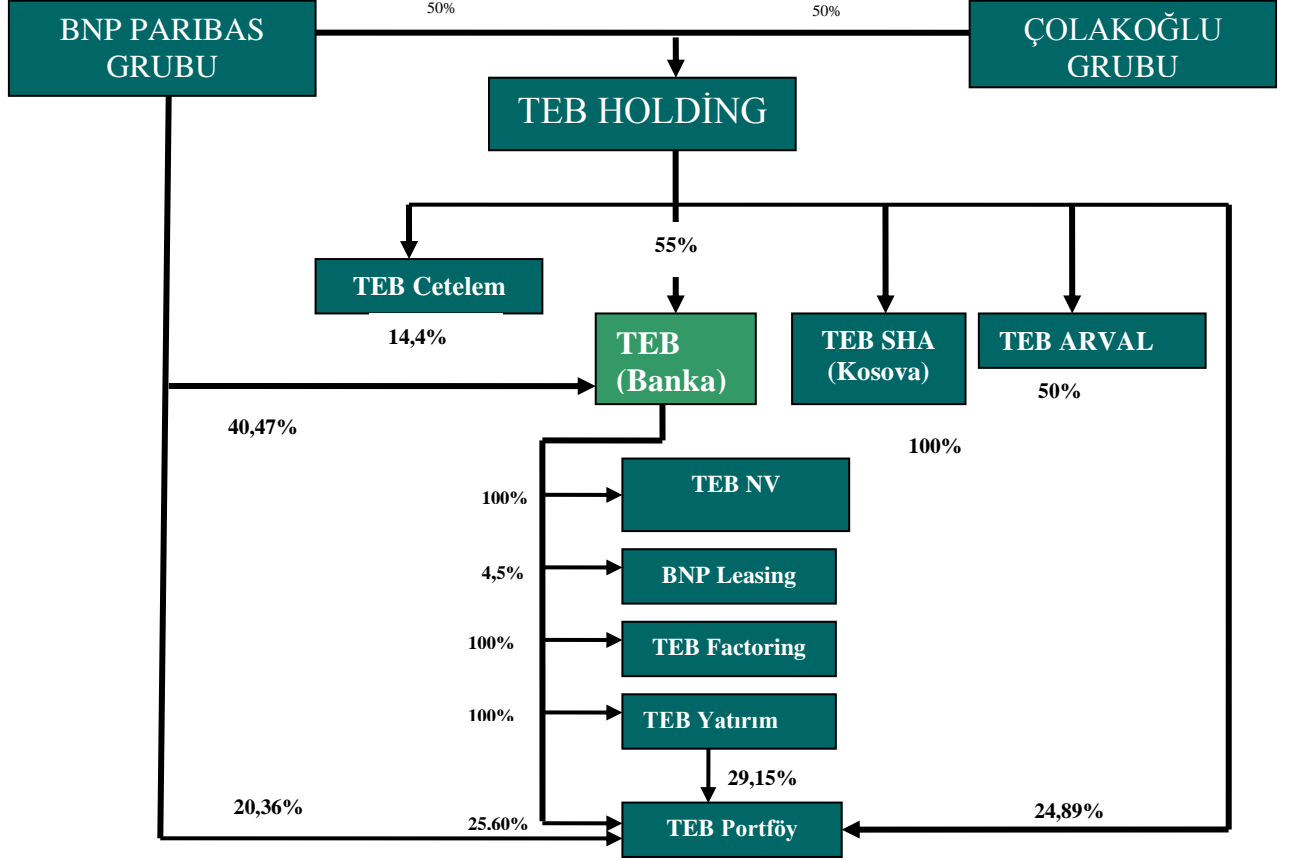 50%
50%
BNP PARIBAS
GRUBU
ÇOLAKOĞLU
GRUBU
TEB HOLDİNG
55%
TEB Cetelem
14,4%
TEB
(Banka)
TEB SHA
(Kosova)
TEB ARVAL
50%
40,47%
100%
TEB NV
100%
BNP Leasing
4,5%
TEB Factoring
100%
TEB Yatırım
100%
29,15%
20,36%
25,60%
TEB Portföy
24,89%